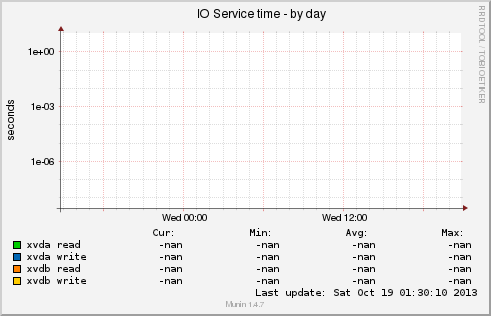 IO Service time - by day
RRDTOOL / TOBI OETIKER
seconds
1e+00
1e-03
1e-06
Wed 00:00 Wed 12:00
Cur: Min: Avg: Max:
xvda read -nan -nan -nan -nan
xvda write -nan -nan -nan -nan
xvdb read -nan -nan -nan -nan
xvdb write -nan -nan -nan -nan
Last update: Sat Oct 19 01:30:10 2013
Munin 1.4.7